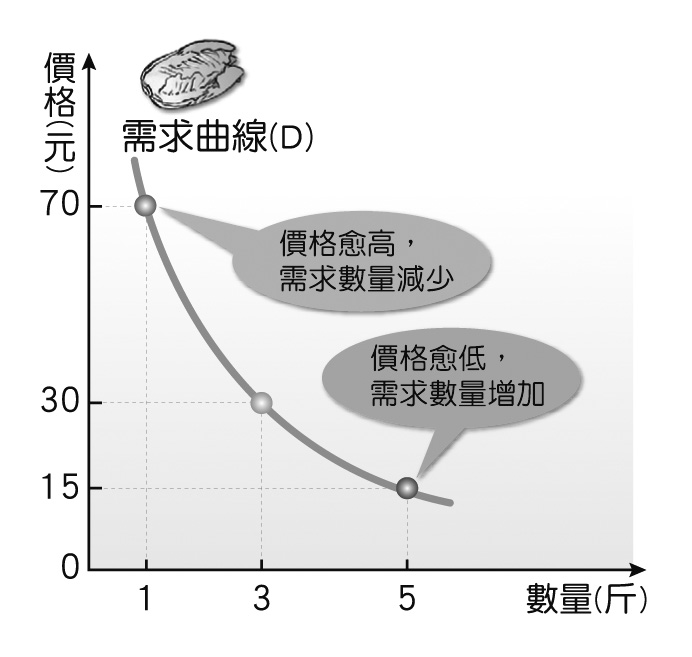 價格(元)
需求曲線(D)
70
價格愈高，
需求數量減少
價格愈低，
需求數量增加
30
15
0
1
3
5
數量(斤)